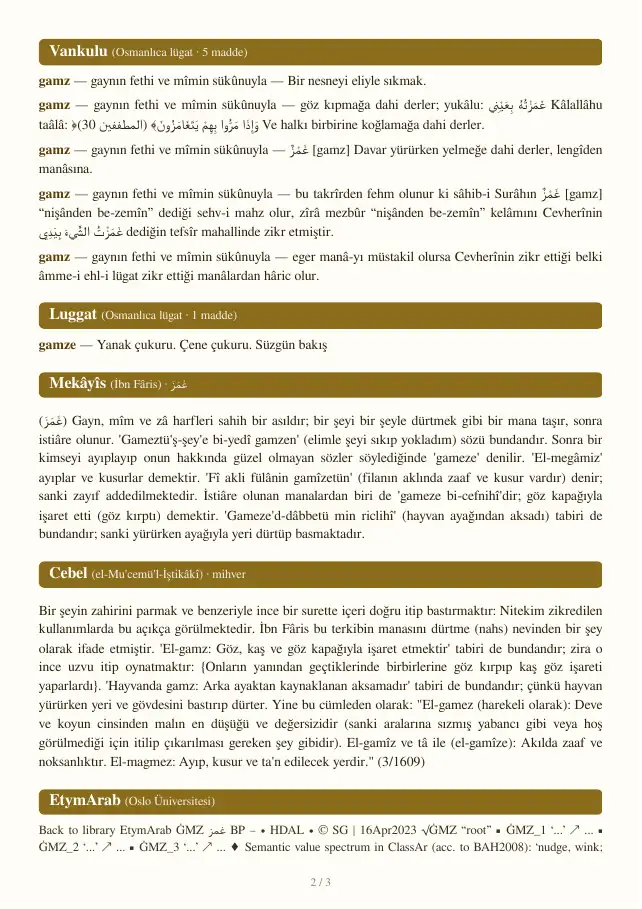 Vankulu (Osmanlıca lügat · 5 madde)
gamz — gaynın fethi ve mîmin sükûnuyla — Bir nesneyi eliyle sıkmak.
gamz — gaynın fethi ve mîmin sükûnuyla — göz kıpmağa dahi derler; yukâlu: غَمَزْتُهُ بِعَيْنِي Kâlallâhu
taâlâ: ﴿وَإِذَا مَرُّوا بِهِمْ يَتَغَامَزُونَ﴾ (المطففين 30) Ve halkı birbirine koğlamağa dahi derler.
gamz — gaynın fethi ve mîmin sükûnuyla — غَمْزٌ [gamz] Davar yürürken yelmeğe dahi derler, lengîden
manâsına.
gamz — gaynın fethi ve mîmin sükûnuyla — bu takrîrden fehm olunur ki sâhib-i Surâhın غَمْزٌ [gamz]
“nişânden be-zemîn” dediği sehv-i mahz olur, zîrâ mezbûr “nişânden be-zemîn” kelâmını Cevherînin
غَمَزْتُ الشَّيءَ بِيَدِي dediğin tefsîr mahallinde zikr etmiştir.
gamz — gaynın fethi ve mîmin sükûnuyla — eger manâ-yı müstakil olursa Cevherînin zikr ettiği belki
âmme-i ehl-i lügat zikr ettiği manâlardan hâric olur.
Luggat (Osmanlıca lügat · 1 madde)
gamze — Yanak çukuru. Çene çukuru. Süzgün bakış
Mekâyîs (İbn Fâris) · غَمَزَ
(غَمَزَ) Gayn, mîm ve zâ harfleri sahih bir asıldır; bir şeyi bir şeyle dürtmek gibi bir mana taşır, sonra
istiâre olunur. 'Gameztü'ş-şey'e bi-yedî gamzen' (elimle şeyi sıkıp yokladım) sözü bundandır. Sonra bir
kimseyi ayıplayıp onun hakkında güzel olmayan sözler söylediğinde 'gameze' denilir. 'El-megâmiz'
ayıplar ve kusurlar demektir. 'Fî akli fülânin gamîzetün' (filanın aklında zaaf ve kusur vardır) denir;
sanki zayıf addedilmektedir. İstiâre olunan manalardan biri de 'gameze bi-cefnihî'dir; göz kapağıyla
işaret etti (göz kırptı) demektir. 'Gameze'd-dâbbetü min riclihî' (hayvan ayağından aksadı) tabiri de
bundandır; sanki yürürken ayağıyla yeri dürtüp basmaktadır.
Cebel (el-Mu'cemü'l-İştikâkî) · mihver
Bir şeyin zahirini parmak ve benzeriyle ince bir surette içeri doğru itip bastırmaktır: Nitekim zikredilen
kullanımlarda bu açıkça görülmektedir. İbn Fâris bu terkibin manasını dürtme (nahs) nevinden bir şey
olarak ifade etmiştir. 'El-gamz: Göz, kaş ve göz kapağıyla işaret etmektir' tabiri de bundandır; zira o
ince uzvu itip oynatmaktır: {Onların yanından geçtiklerinde birbirlerine göz kırpıp kaş göz işareti
yaparlardı}. 'Hayvanda gamz: Arka ayaktan kaynaklanan aksamadır' tabiri de bundandır; çünkü hayvan
yürürken yeri ve gövdesini bastırıp dürter. Yine bu cümleden olarak: "El-gamez (harekeli olarak): Deve
ve koyun cinsinden malın en düşüğü ve değersizidir (sanki aralarına sızmış yabancı gibi veya hoş
görülmediği için itilip çıkarılması gereken şey gibidir). El-gamîz ve tâ ile (el-gamîze): Akılda zaaf ve
noksanlıktır. El-magmez: Ayıp, kusur ve ta'n edilecek yerdir." (3/1609)
EtymArab (Oslo Üniversitesi)
Back to library EtymArab ĠMZ غمز BP – • HDAL • © SG | 16Apr2023 √ĠMZ “root” ▪ ĠMZ_1 ‘...’ ↗ ... ▪
ĠMZ_2 ‘...’ ↗ ... ▪ ĠMZ_3 ‘...’ ↗ ... ♦ Semantic value spectrum in ClassAr (acc. to BAH2008): ‘nudge, wink;
2 / 3